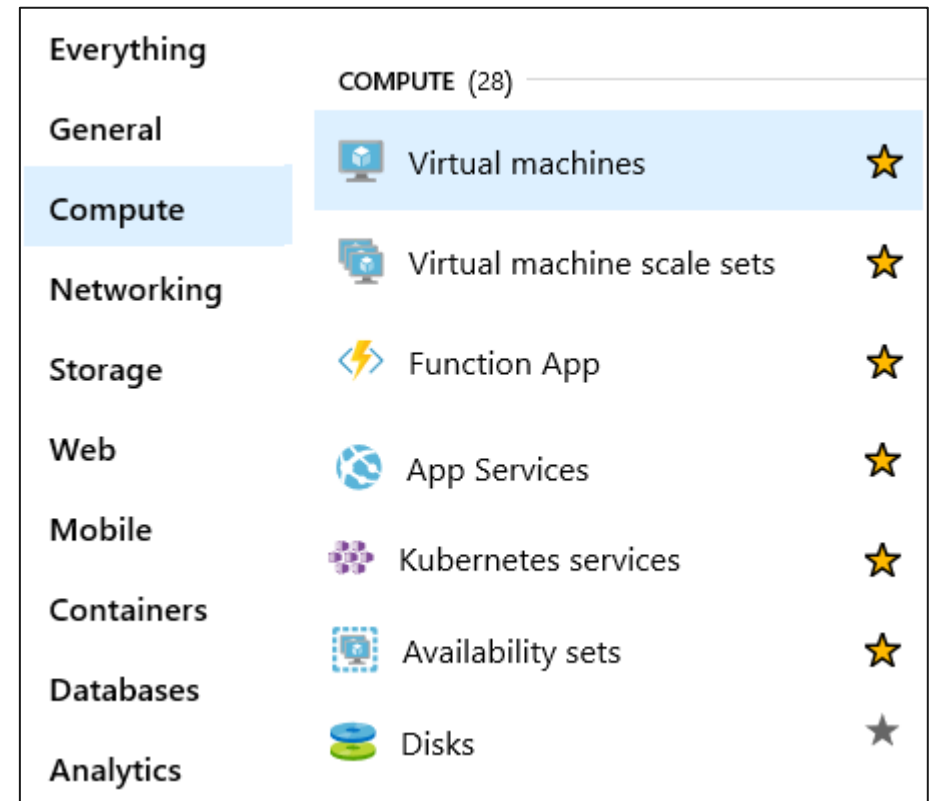 Everything
General
Compute
Networking
Storage
Web
Mobile
Containers
Databases
Analytics
COMPUTE (28)
Virtual machines
Virtual machine scale sets
Function App
App Services
Kubernetes services
Availability sets
Disks